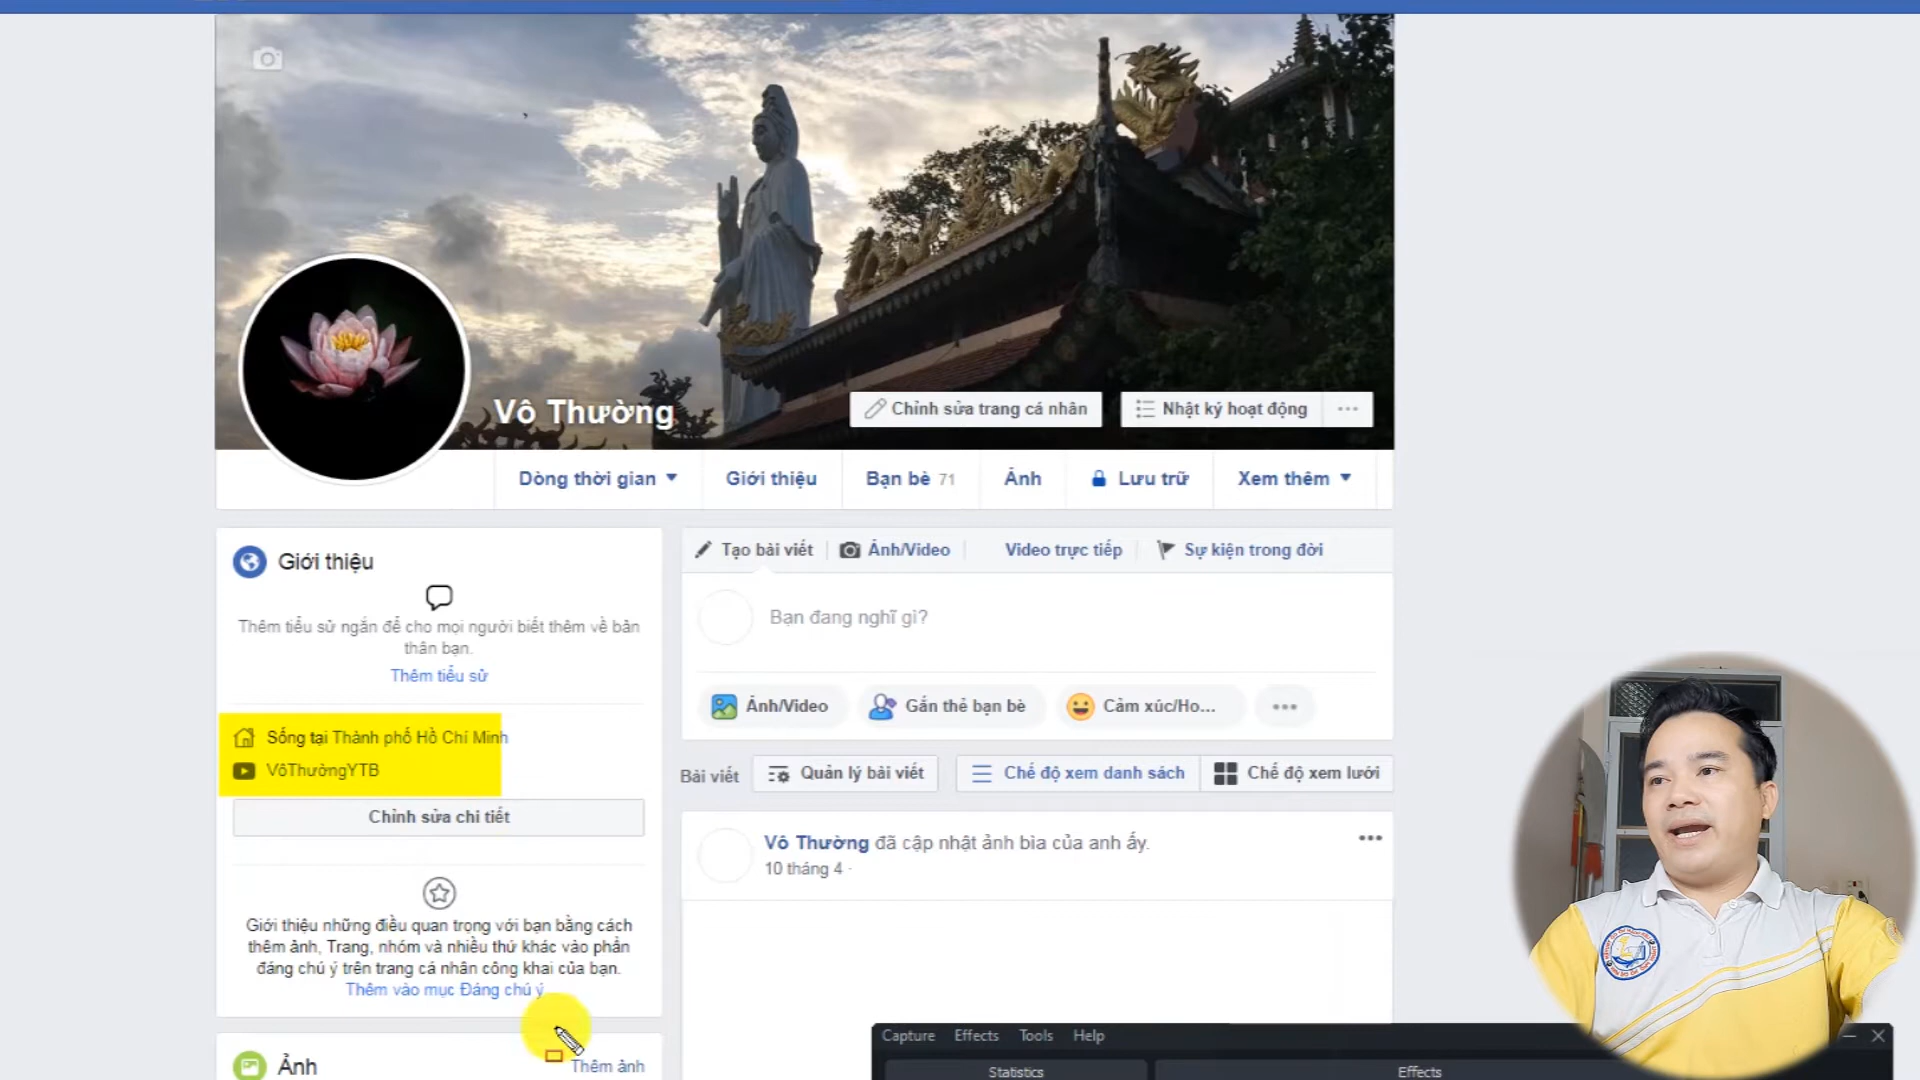 Vô Thường
Chỉnh sửa trang cá nhân
Nhật ký hoạt động
Dòng thời gian
Giới thiệu
Bạn bè 71
Ảnh
Lưu trữ
Xem thêm
Giới thiệu
Thêm tiểu sử ngắn để cho mọi người biết thêm về bản
thân bạn.
Thêm tiểu sử
Sống tại Thành phố Hồ Chí Minh
VôThườngYTB
Chỉnh sửa chi tiết
Giới thiệu những điều quan trọng với bạn bằng cách
thêm ảnh, Trang, nhóm và nhiều thứ khác vào phần
đáng chú ý trên trang cá nhân công khai của bạn.
Thêm vào mục Đáng chú ý
Ảnh
Thêm ảnh
Tạo bài viết
Ảnh/Video
Video trực tiếp
Sự kiện trong đời
Bạn đang nghĩ gì?
Ảnh/Video
Gắn thẻ bạn bè
Cảm xúc/Ho...
Bài viết
Quản lý bài viết
Chế độ xem danh sách
Chế độ xem lưới
Vô Thường đã cập nhật ảnh bìa của anh ấy.
10 tháng 4 ·
Capture Effects Tools Help
Statistics
Effects